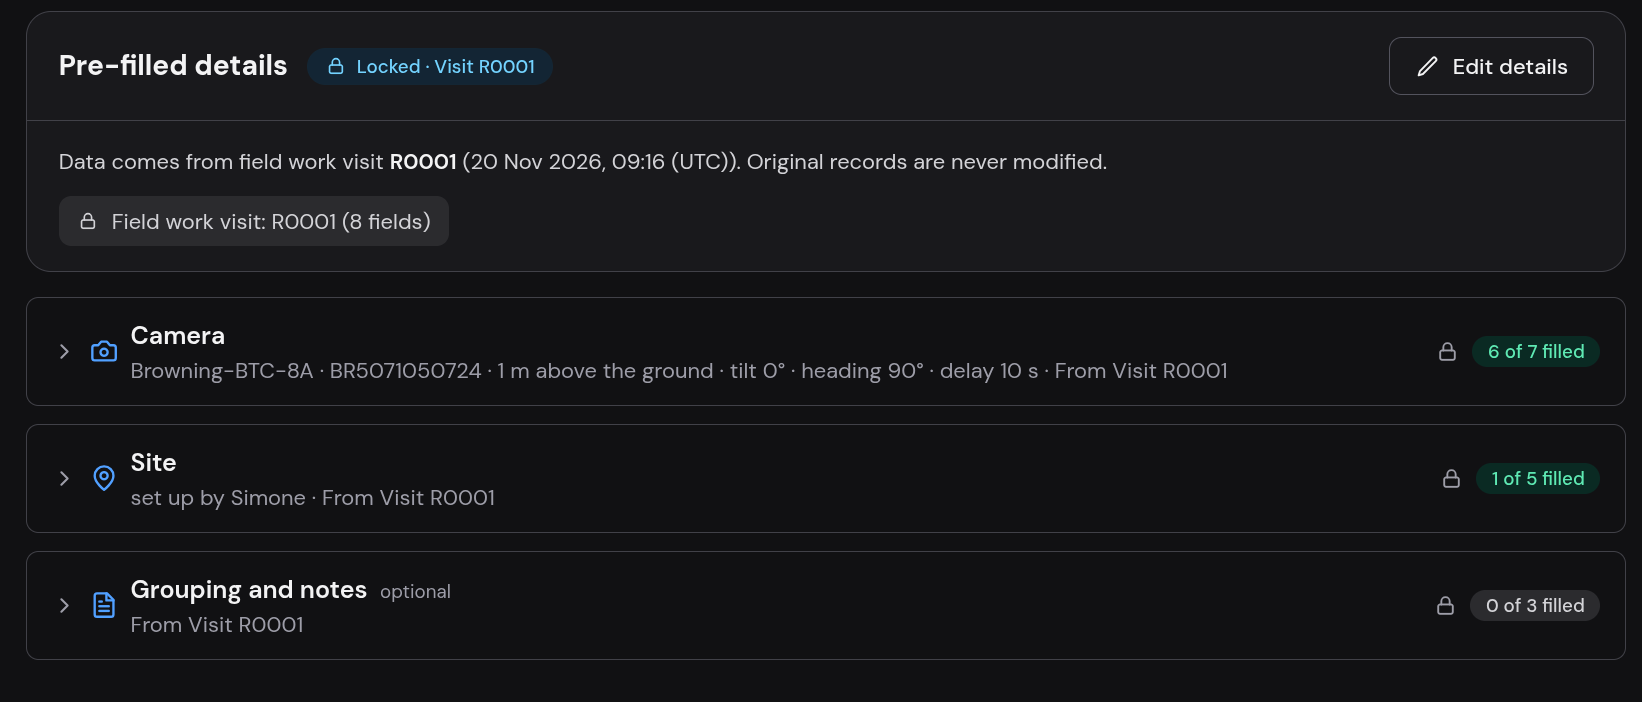 Pre-filled details
Locked · Visit R0001
Edit details
Data comes from field work visit R0001 (20 Nov 2026, 09:16 (UTC)). Original records are never modified.
Field work visit: R0001 (8 fields)
Camera
Browning-BTC-8A · BR5071050724 · 1 m above the ground · tilt 0° · heading 90° · delay 10 s · From Visit R0001
6 of 7 filled
Site
set up by Simone · From Visit R0001
1 of 5 filled
Grouping and notes optional
From Visit R0001
0 of 3 filled